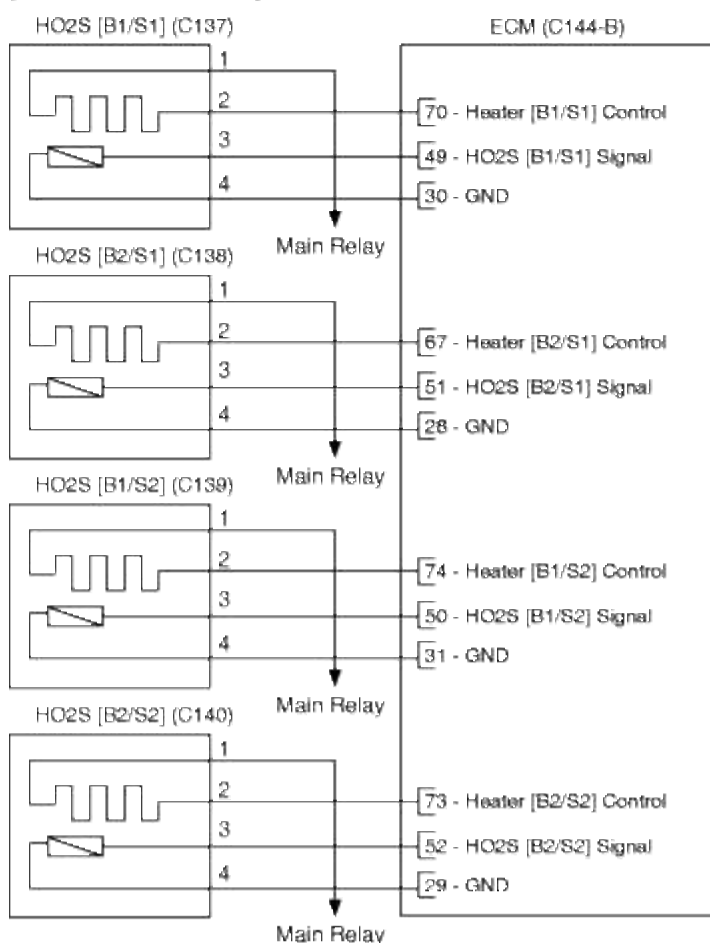 HO2S [B1/S1] (C137)
ECM (C144-B)
1
2
70 - Heater [B1/S1] Control
3
49 - HO2S [B1/S1] Signal
4
30 - GND
Main Relay
HO2S [B2/S1] (C138)
1
2
67 - Heater [B2/S1] Control
3
51 - HO2S [B2/S1] Signal
4
28 - GND
Main Relay
HO2S [B1/S2] (C139)
1
2
74 - Heater [B1/S2] Control
3
50 - HO2S [B1/S2] Signal
4
31 - GND
Main Relay
HO2S [B2/S2] (C140)
1
2
73 - Heater [B2/S2] Control
3
52 - HO2S [B2/S2] Signal
4
29 - GND
Main Relay